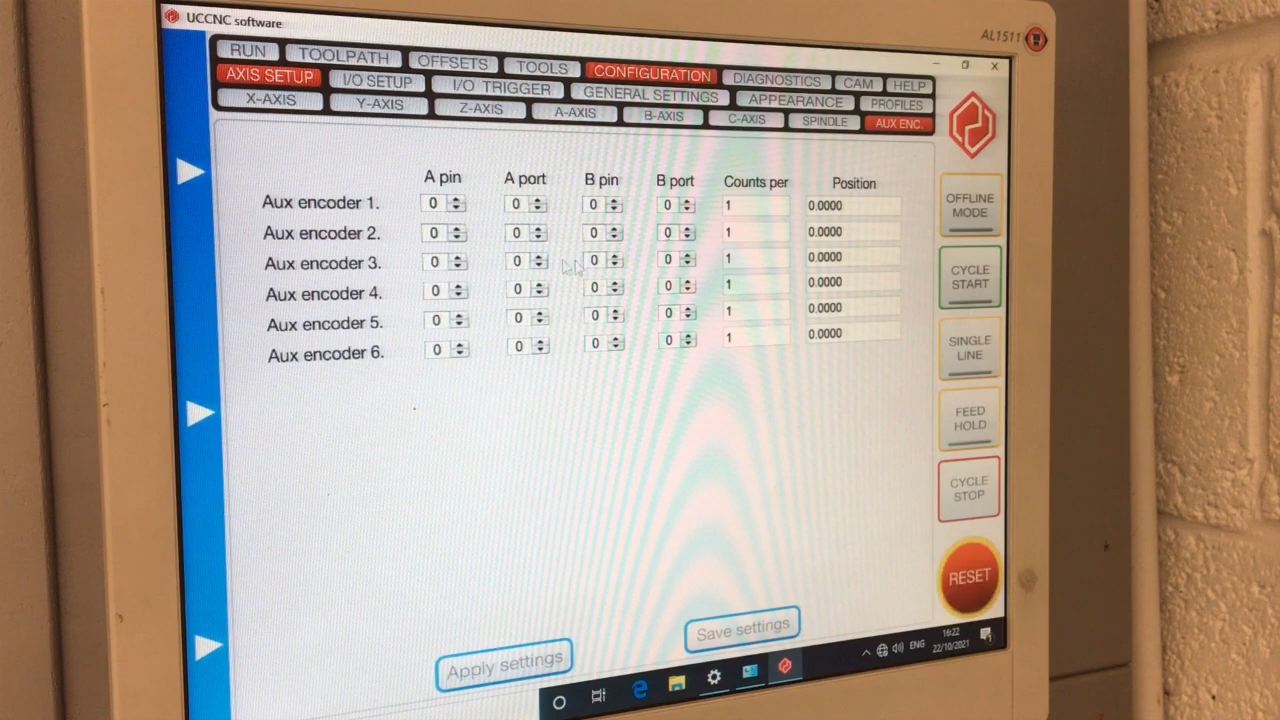 UCCNC software
AL1511
RUN TOOLPATH OFFSETS TOOLS CONFIGURATION DIAGNOSTICS CAM HELP
AXIS SETUP I/O SETUP I/O TRIGGER GENERAL SETTINGS APPEARANCE PROFILES
X-AXIS Y-AXIS Z-AXIS A-AXIS B-AXIS C-AXIS SPINDLE AUX ENC.
A pin A port B pin B port Counts per Position
Aux encoder 1. 0 0 0 0 1 0.0000
Aux encoder 2. 0 0 0 0 1 0.0000
Aux encoder 3. 0 0 0 0 1 0.0000
Aux encoder 4. 0 0 0 0 1 0.0000
Aux encoder 5. 0 0 0 0 1 0.0000
Aux encoder 6. 0 0 0 0 1 0.0000
OFFLINE
MODE
CYCLE
START
SINGLE
LINE
FEED
HOLD
CYCLE
STOP
RESET
Apply settings
Save settings
ENG
16:22
22/10/2021